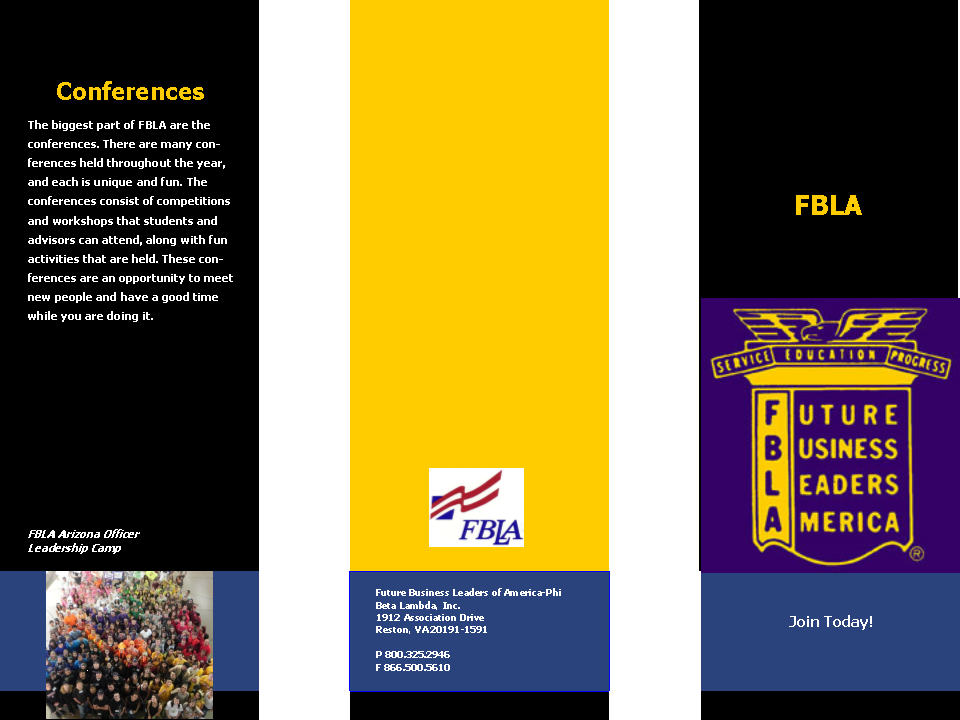 Conferences
The biggest part of FBLA are the
conferences. There are many con-
ferences held throughout the year,
and each is unique and fun. The
conferences consist of competitions
and workshops that students and
advisors can attend, along with fun
activities that are held. These con-
ferences are an opportunity to meet
new people and have a good time
while you are doing it.
FBLA Arizona Officer
Leadership Camp
FBLA
Future Business Leaders of America-Phi
Beta Lambda, Inc.
1912 Association Drive
Reston, VA20191-1591
P 800.325.2946
F 866.500.5610
FBLA
SERVICE EDUCATION PROGRESS
FUTURE
BUSINESS
LEADERS
AMERICA
®
Join Today!